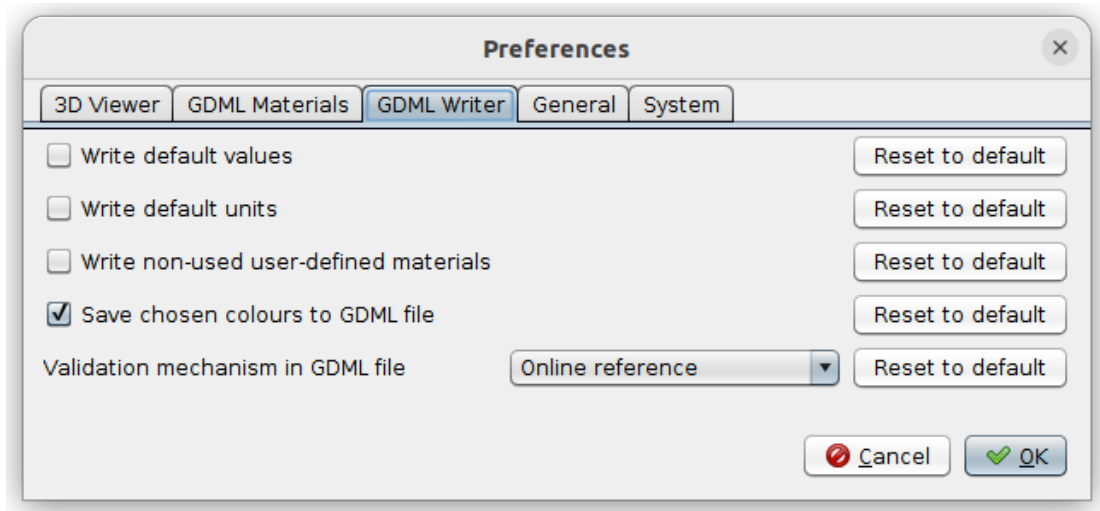 Preferences
3D Viewer GDML Materials GDML Writer General System
Write default values Reset to default
Write default units Reset to default
Write non-used user-defined materials Reset to default
Save chosen colours to GDML file Reset to default
Validation mechanism in GDML file Online reference Reset to default
Cancel OK